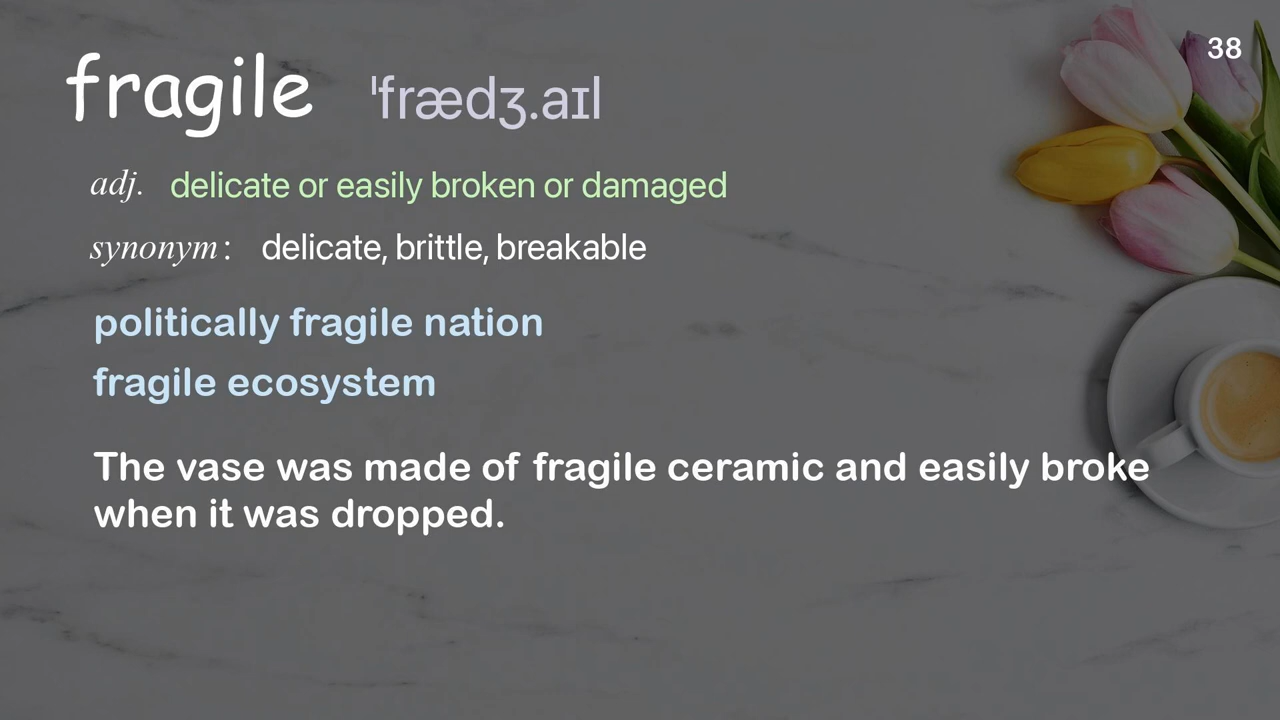 38
fragile ˈfrædʒ.aɪl
adj. delicate or easily broken or damaged
synonym: delicate, brittle, breakable
politically fragile nation
fragile ecosystem
The vase was made of fragile ceramic and easily broke
when it was dropped.